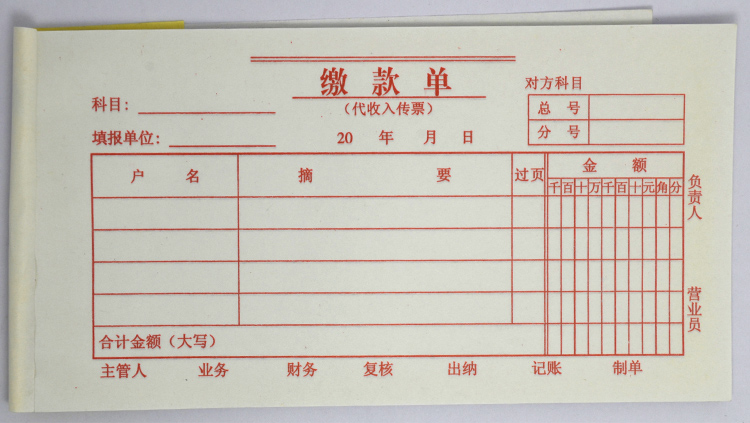 缴款单
(代收入传票)
科目:
对方科目
总号
分号
填报单位:
20 年 月 日
户名 摘要 过页 金额
千百十万千百十元角分
合计金额(大写)
负责人
营业员
主管人 业务 财务 复核 出纳 记账 制单